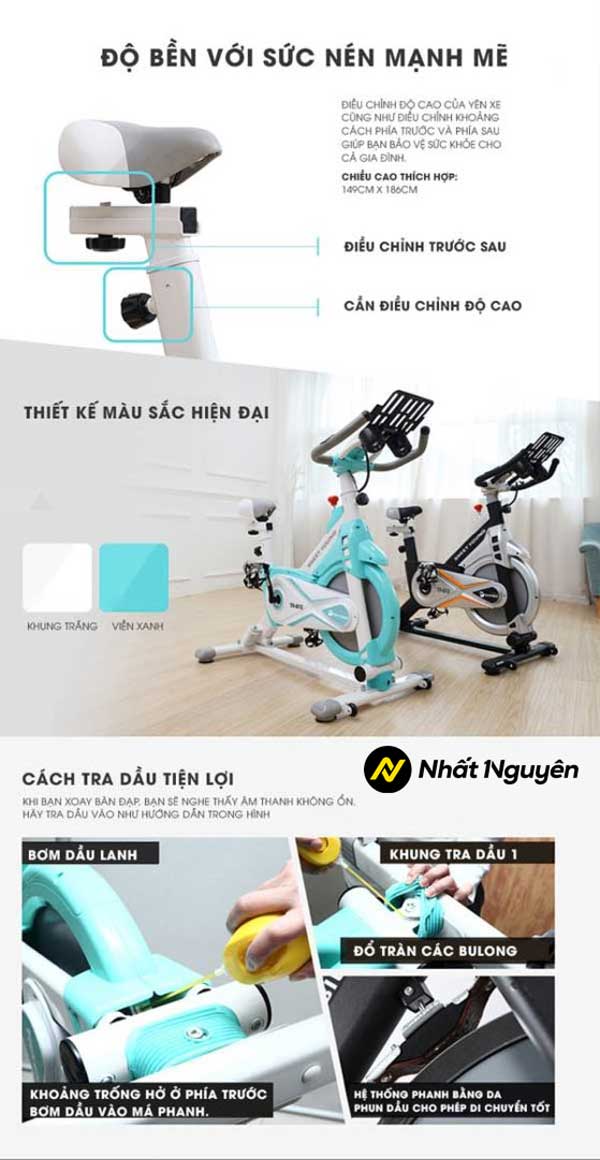 ĐỘ BỀN VỚI SỨC NÉN MẠNH MẼ
ĐIỀU CHỈNH ĐỘ CAO CỦA YÊN XE
CŨNG NHƯ ĐIỀU CHỈNH KHOẢNG
CÁCH PHÍA TRƯỚC VÀ PHÍA SAU
GIÚP BẠN BẢO VỆ SỨC KHỎE CHO
CẢ GIA ĐÌNH.
CHIỀU CAO THÍCH HỢP:
149CM X 186CM
ĐIỀU CHỈNH TRƯỚC SAU
CẦN ĐIỀU CHỈNH ĐỘ CAO
THIẾT KẾ MÀU SẮC HIỆN ĐẠI
KHUNG TRẮNG
VIỀN XANH
Nhất Nguyên
CÁCH TRA DẦU TIỆN LỢI
KHI BẠN XOAY BÀN ĐẠP, BẠN SẼ NGHE THẤY ÂM THANH KHÔNG ỔN.
HÃY TRA DẦU VÀO NHƯ HƯỚNG DẪN TRONG HÌNH
BƠM DẦU LANH
KHUNG TRA DẦU 1
ĐỔ TRÀN CÁC BULONG
KHOẢNG TRỐNG HỞ Ở PHÍA TRƯỚC
BƠM DẦU VÀO MÁ PHANH.
HỆ THỐNG PHANH BẰNG DA
PHUN DẦU CHO PHÉP DI CHUYỂN TỐT